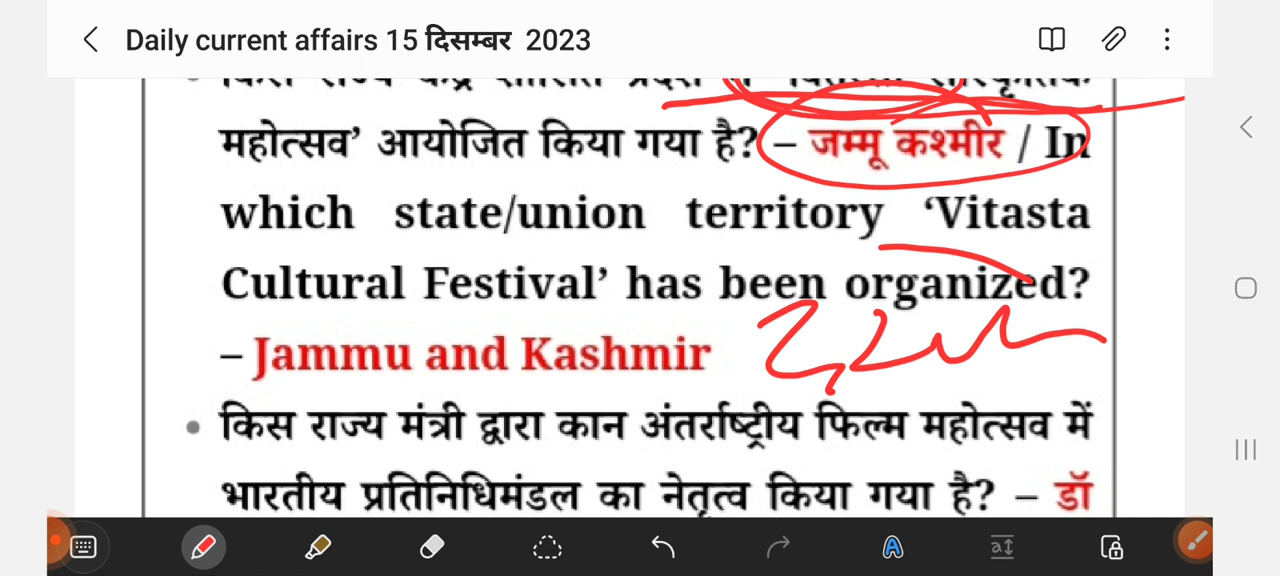 Daily current affairs 15 दिसम्बर 2023
महोत्सव’ आयोजित किया गया है? – जम्मू कश्मीर / In
which state/union territory ‘Vitasta
Cultural Festival’ has been organized?
– Jammu and Kashmir
• किस राज्य मंत्री द्वारा कान अंतर्राष्ट्रीय फिल्म महोत्सव में
भारतीय प्रतिनिधिमंडल का नेतृत्व किया गया है? – डॉ